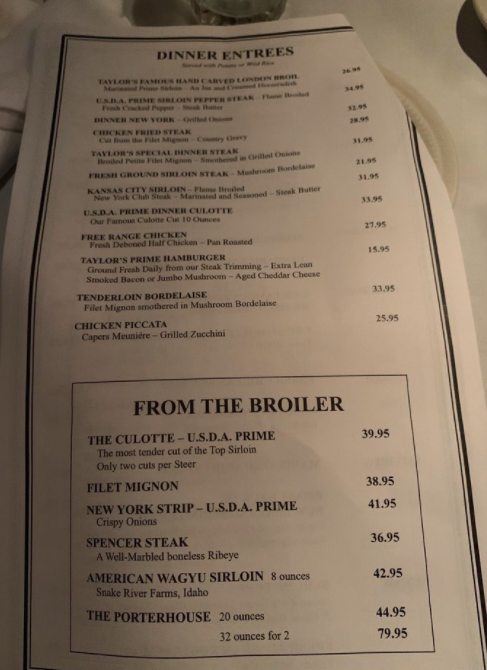 DINNER ENTREES
Served with Potato or Wild Rice
TAYLOR'S FAMOUS HAND CARVED LONDON BROIL 26.95
Marinated Prime Sirloin – Au Jus and Creamed Horseradish
U.S.D.A. PRIME SIRLOIN PEPPER STEAK – Flame Broiled 34.95
Fresh Cracked Pepper – Steak Butter
DINNER NEW YORK – Grilled Onions 32.95
CHICKEN FRIED STEAK 28.95
Cut from the Filet Mignon – Country Gravy
TAYLOR'S SPECIAL DINNER STEAK 31.95
Broiled Petite Filet Mignon – Smothered in Grilled Onions
FRESH GROUND SIRLOIN STEAK – Mushroom Bordelaise 21.95
KANSAS CITY SIRLOIN – Flame Broiled 31.95
New York Club Steak – Marinated and Seasoned – Steak Butter
U.S.D.A. PRIME DINNER CULOTTE 33.95
Our Famous Culotte Cut 10 Ounces
FREE RANGE CHICKEN 27.95
Fresh Deboned Half Chicken – Pan Roasted
TAYLOR'S PRIME HAMBURGER 15.95
Ground Fresh Daily from our Steak Trimming – Extra Lean
Smoked Bacon or Jumbo Mushroom – Aged Cheddar Cheese
TENDERLOIN BORDELAISE 33.95
Filet Mignon smothered in Mushroom Bordelaise
CHICKEN PICCATA 25.95
Capers Meuniére – Grilled Zucchini
FROM THE BROILER
THE CULOTTE – U.S.D.A. PRIME 39.95
The most tender cut of the Top Sirloin
Only two cuts per Steer
FILET MIGNON 38.95
NEW YORK STRIP – U.S.D.A. PRIME 41.95
Crispy Onions
SPENCER STEAK 36.95
A Well-Marbled boneless Ribeye
AMERICAN WAGYU SIRLOIN 8 ounces 42.95
Snake River Farms, Idaho
THE PORTERHOUSE 20 ounces 44.95
32 ounces for 2 79.95